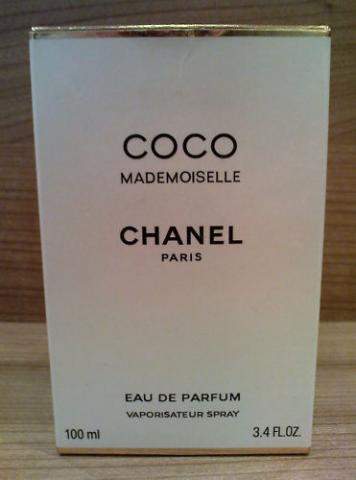 COCO
MADEMOISELLE
CHANEL
PARIS
EAU DE PARFUM
VAPORISATEUR SPRAY
100 ml 3.4 FL.OZ.